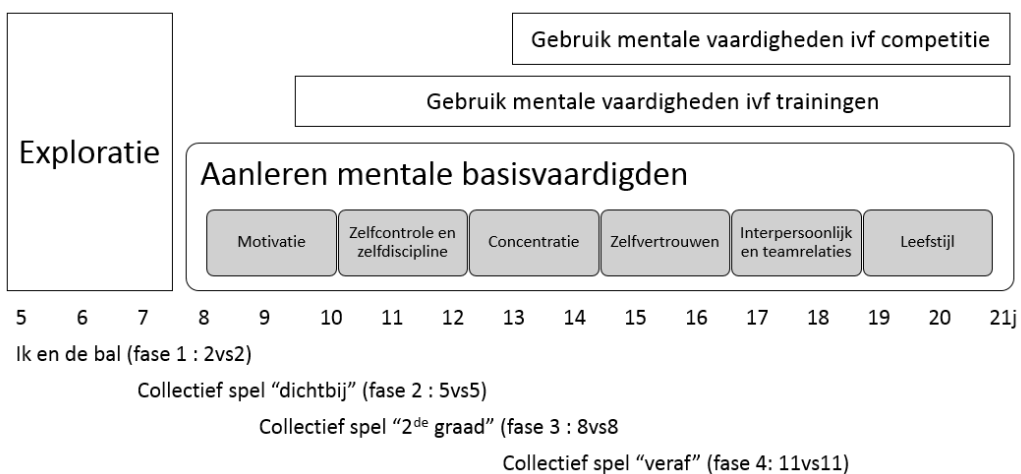 Gebruik mentale vaardigheden ivf competitie
Gebruik mentale vaardigheden ivf trainingen
Exploratie
Aanleren mentale basisvaardigden
Motivatie
Zelfcontrole en
zelfdiscipline
Concentratie
Zelfvertrouwen
Interpersoonlijk
en teamrelaties
Leefstijl
5 6 7 8 9 10 11 12 13 14 15 16 17 18 19 20 21j
Ik en de bal (fase 1 : 2vs2)
Collectief spel “dichtbij” (fase 2 : 5vs5)
Collectief spel “2de graad” (fase 3 : 8vs8
Collectief spel “veraf” (fase 4: 11vs11)